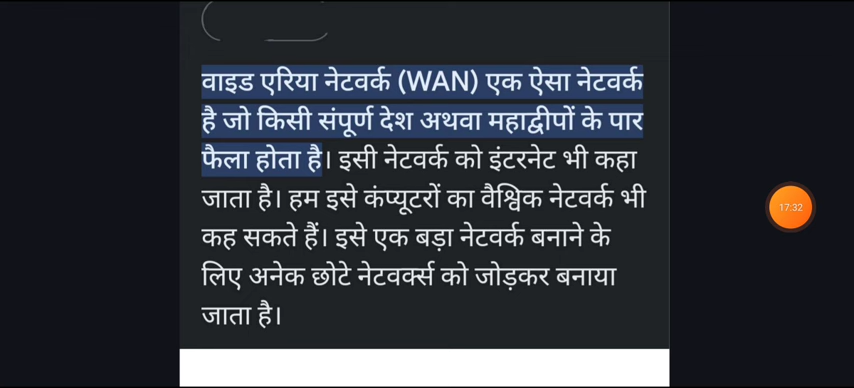 वाइड एरिया नेटवर्क (WAN) एक ऐसा नेटवर्क
है जो किसी संपूर्ण देश अथवा महाद्वीपों के पार
फैला होता है। इसी नेटवर्क को इंटरनेट भी कहा
जाता है। हम इसे कंप्यूटरों का वैश्विक नेटवर्क भी
कह सकते हैं। इसे एक बड़ा नेटवर्क बनाने के
लिए अनेक छोटे नेटवर्क्स को जोड़कर बनाया
जाता है।
17:32